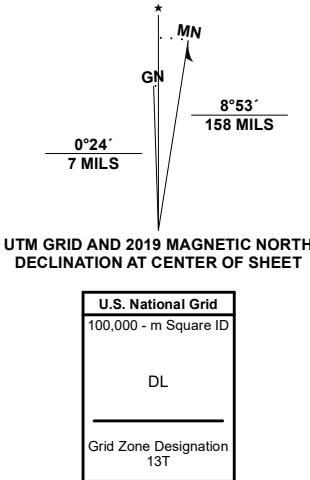 ★
MN
GN
8°53´
158 MILS
0°24´
7 MILS
UTM GRID AND 2019 MAGNETIC NORTH
DECLINATION AT CENTER OF SHEET
U.S. National Grid
100,000 - m Square ID
DL
Grid Zone Designation
13T